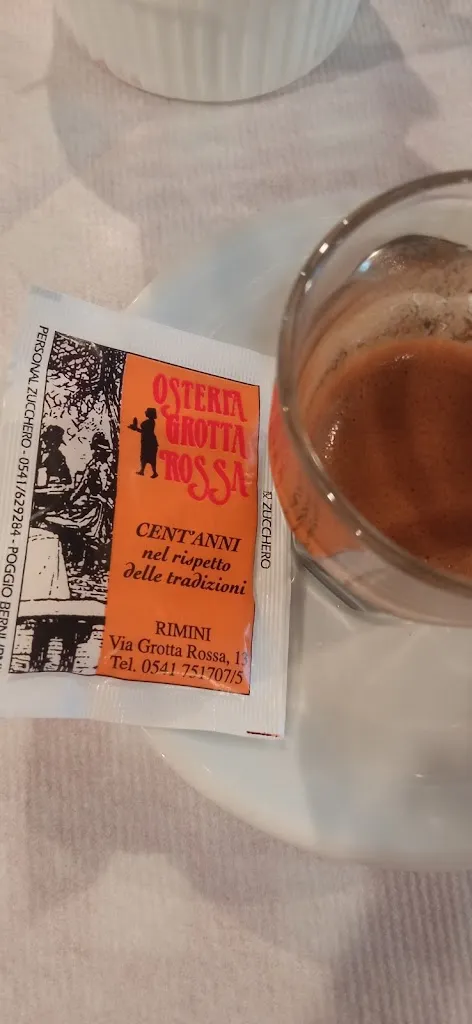 OSTERIA
GROTTA
ROSSA
CENT'ANNI
nel rispetto
delle tradizioni
RIMINI
Via Grotta Rossa, 13
Tel. 0541 751707/5
PERSONAL ZUCCHERO - 0541/629284 - POGGIO BERNI
& ZUCCHERO